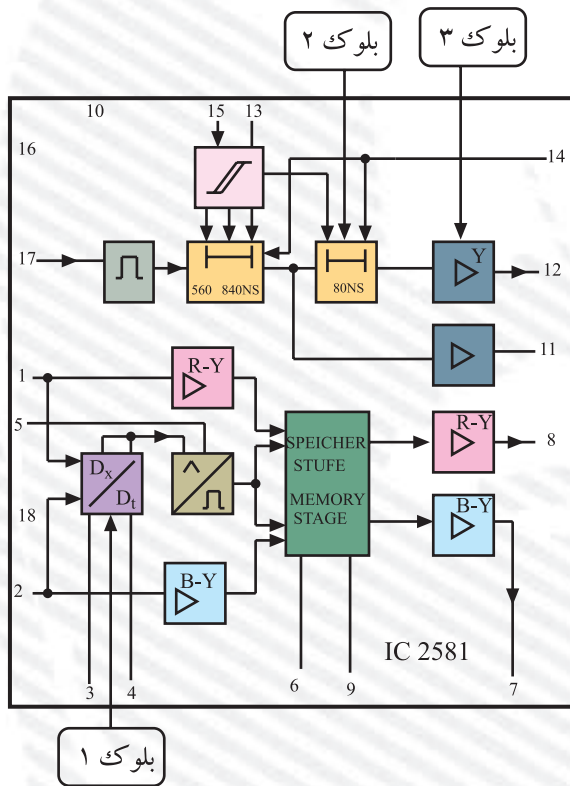 بلوک ۲
بلوک ۳
10
15
13
16
14
17
560 840NS
80NS
Y
12
11
1
R-Y
5
SPEICHER
STUFE
MEMORY
STAGE
R-Y
8
Dx
Dt
18
B-Y
B-Y
2
IC 2581
3
4
6
9
7
بلوک ۱